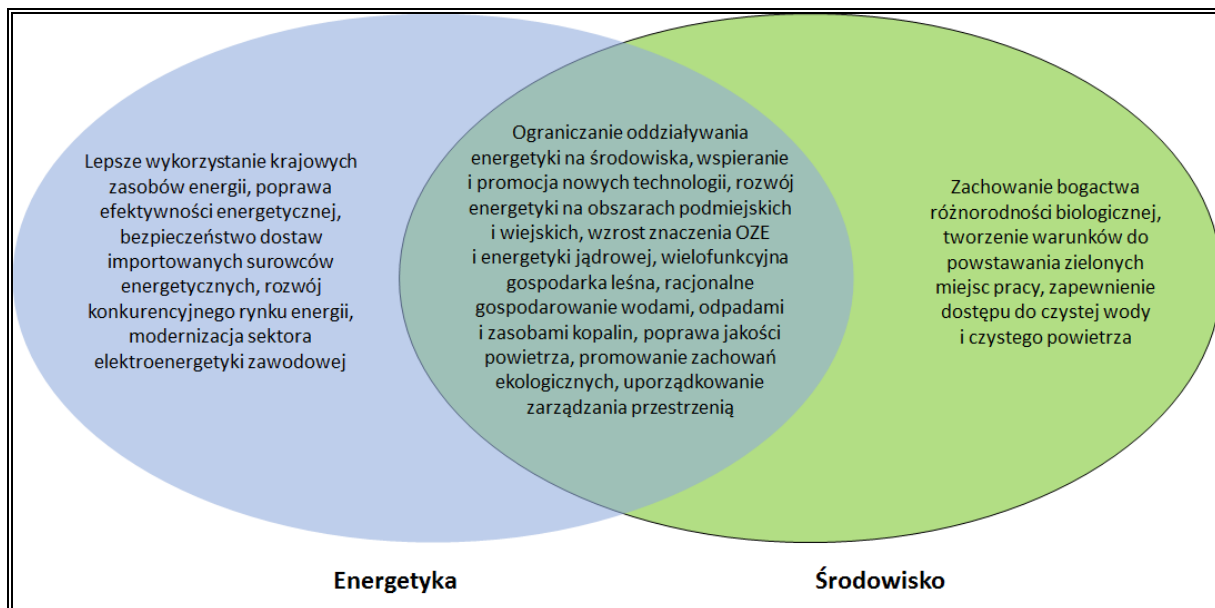 Lepsze wykorzystanie krajowych
zasobów energii, poprawa
efektywności energetycznej,
bezpieczeństwo dostaw
importowanych surowców
energetycznych, rozwój
konkurencyjnego rynku energii,
modernizacja sektora
elektroenergetyki zawodowej
Ograniczanie oddziaływania
energetyki na środowiska, wspieranie
i promocja nowych technologii, rozwój
energetyki na obszarach podmiejskich
i wiejskich, wzrost znaczenia OZE
i energetyki jądrowej, wielofunkcyjna
gospodarka leśna, racjonalne
gospodarowanie wodami, odpadami
i zasobami kopalin, poprawa jakości
powietrza, promowanie zachowań
ekologicznych, uporządkowanie
zarządzania przestrzenią
Zachowanie bogactwa
różnorodności biologicznej,
tworzenie warunków do
powstawania zielonych
miejsc pracy, zapewnienie
dostępu do czystej wody
i czystego powietrza
Energetyka
Środowisko